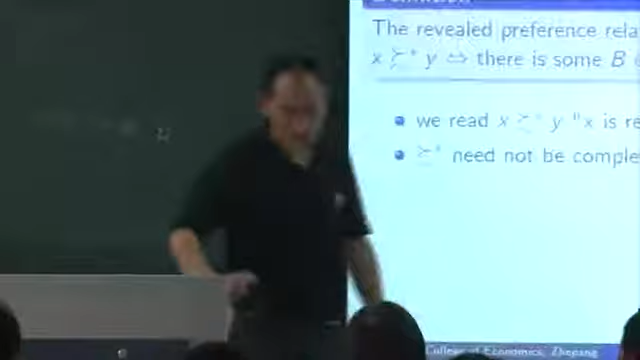 The revealed preference rela
x ≿* y ⇔ there is some B
we read x ≿* y "x is re
≿* need not be comple
College of Economics, Zhejiang